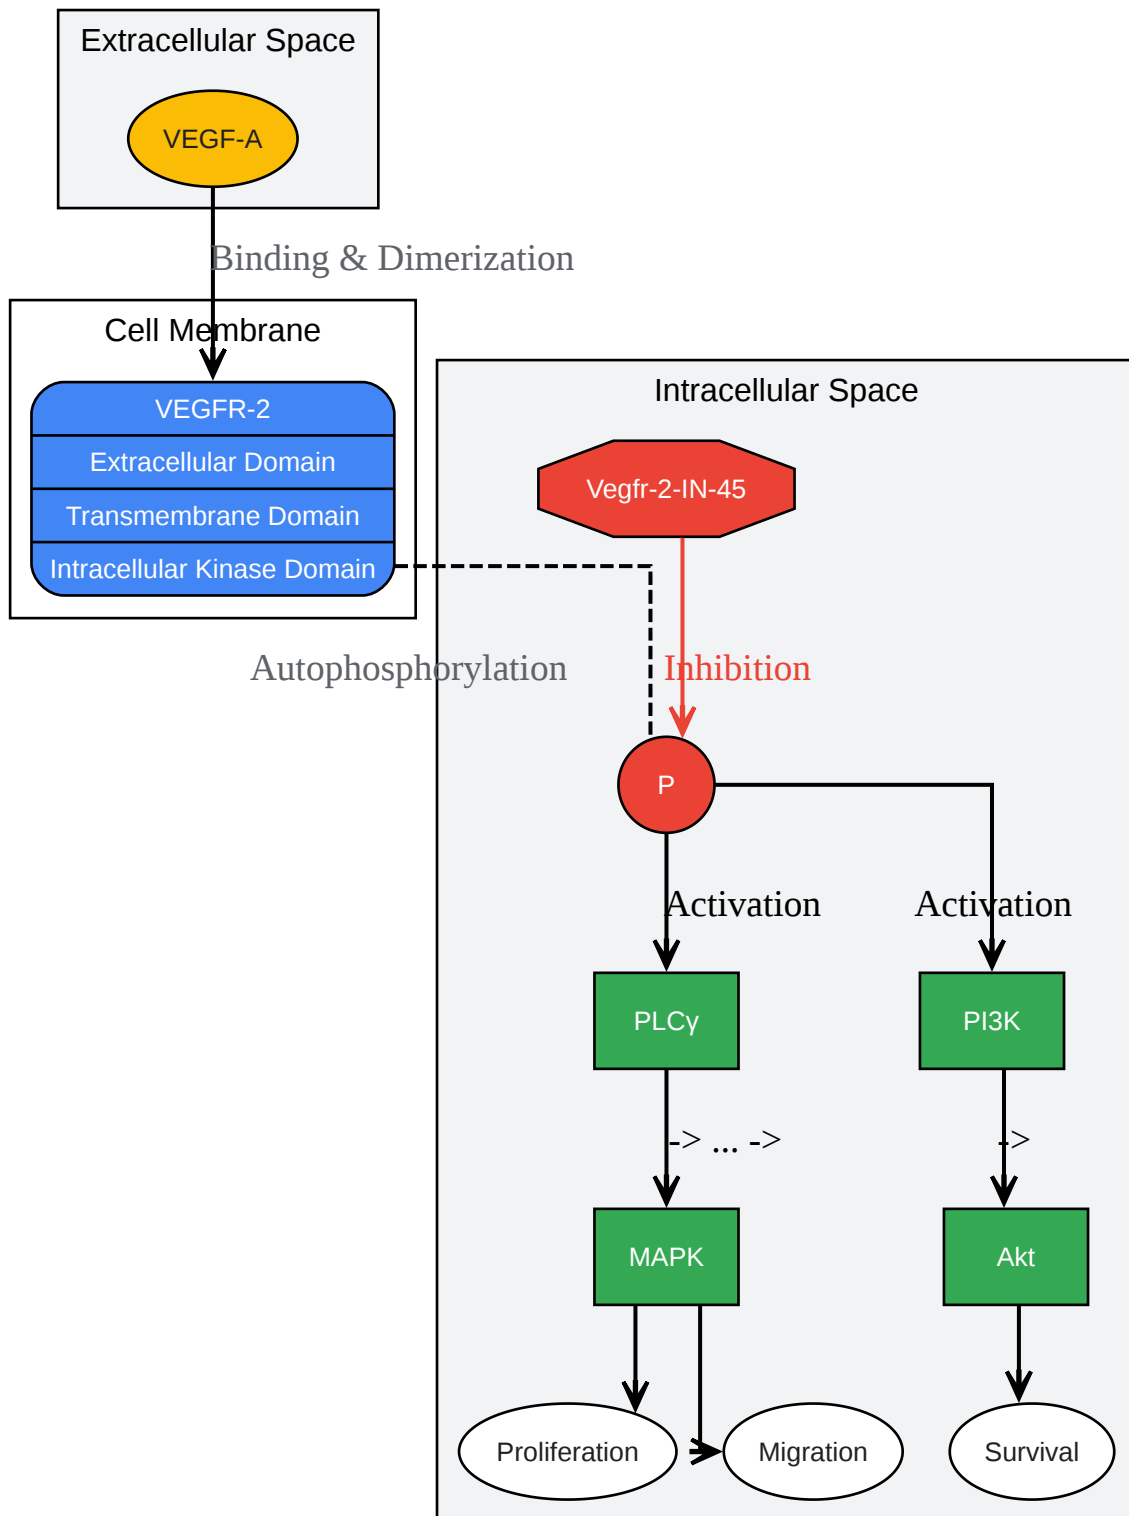 Extracellular Space
VEGF-A
Binding & Dimerization
Cell Membrane
VEGFR-2
Extracellular Domain
Transmembrane Domain
Intracellular Kinase Domain
Intracellular Space
Vegfr-2-IN-45
Autophosphorylation
Inhibition
P
Activation
Activation
PLCγ
PI3K
-> ... ->
->
MAPK
Akt
Proliferation
Migration
Survival